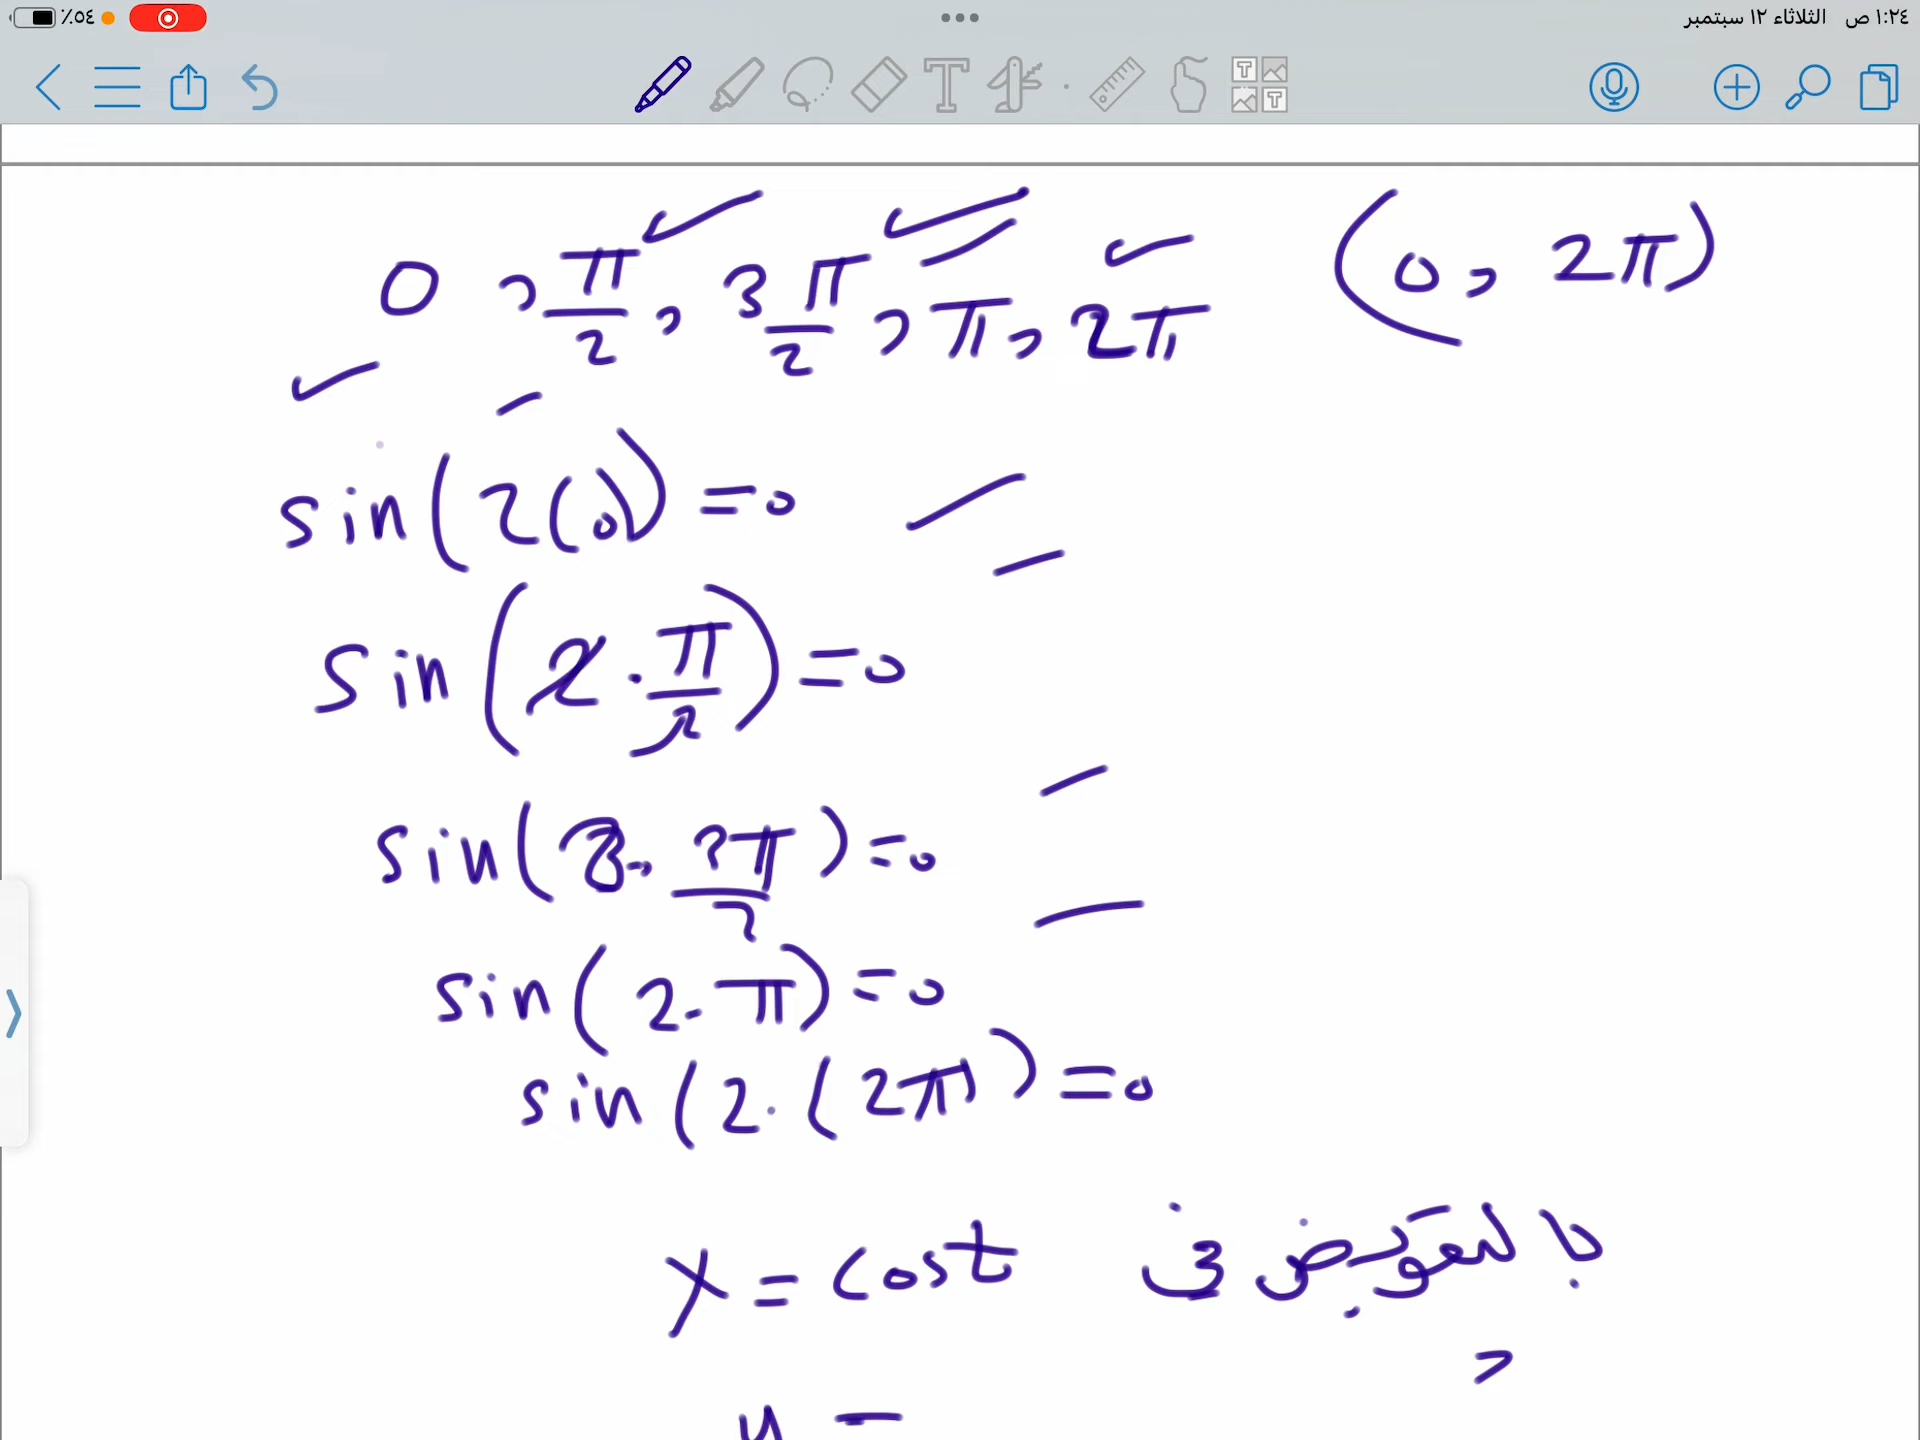 ١:٢٤ ص الثلاثاء ١٢ سبتمبر
٪٥٤
0 , π/2 , 3π/2 , π , 2π (0, 2π)
sin(2(0)) = 0
sin(2·π/2) = 0
sin(2·3π/2) = 0
sin(2·π) = 0
sin(2·(2π)) = 0
x = cost بالتعويض فى
y =